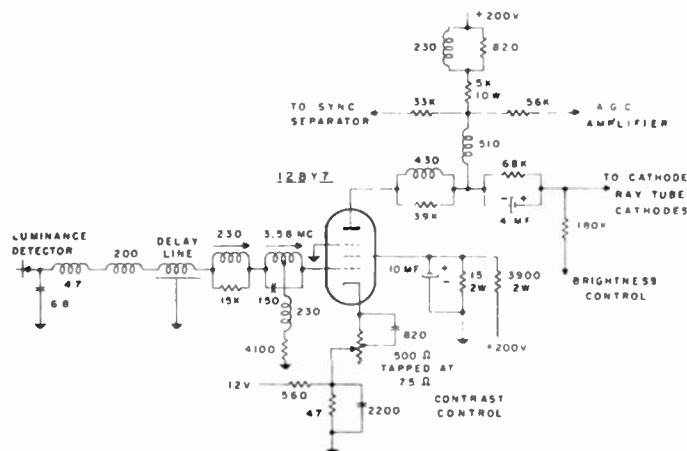 +200V
230
820
5K
10W
TO SYNC
SEPARATOR
33K
56K
A G C
AMPLIFIER
510
12BY7
430
68K
39K
4 MF
TO CATHODE
RAY TUBE
CATHODES
180K
BRIGHTNESS
CONTROL
LUMINANCE
DETECTOR
47
200
DELAY
LINE
230
3.58 MC
68
15K
150
230
4100
10 MF
15
2W
3900
2W
+200V
820
500 Ω
TAPPED AT
75 Ω
CONTRAST
CONTROL
12V
560
47
2200